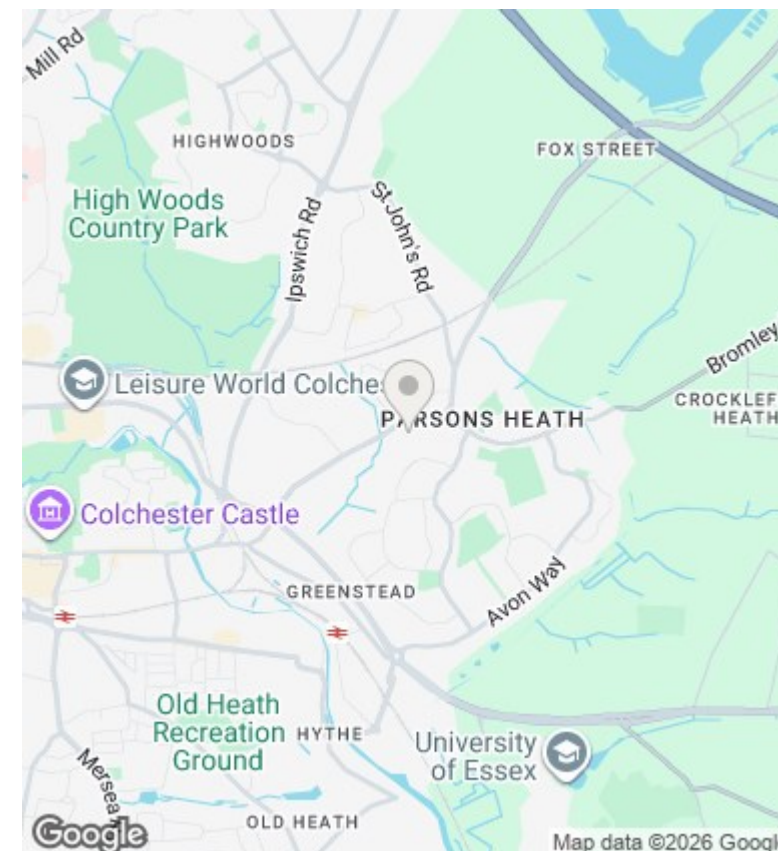 Mill Rd
HIGHWOODS
FOX STREET
High Woods
Country Park
St John's Rd
Ipswich Rd
Bromley
Leisure World Colche
CROCKLEF
HEATH
PARSONS HEATH
Colchester Castle
GREENSTEAD
Avon Way
Old Heath
Recreation
Ground
HYTHE
University
of Essex
Mersea
OLD HEATH
Google
Map data ©2026 Googl